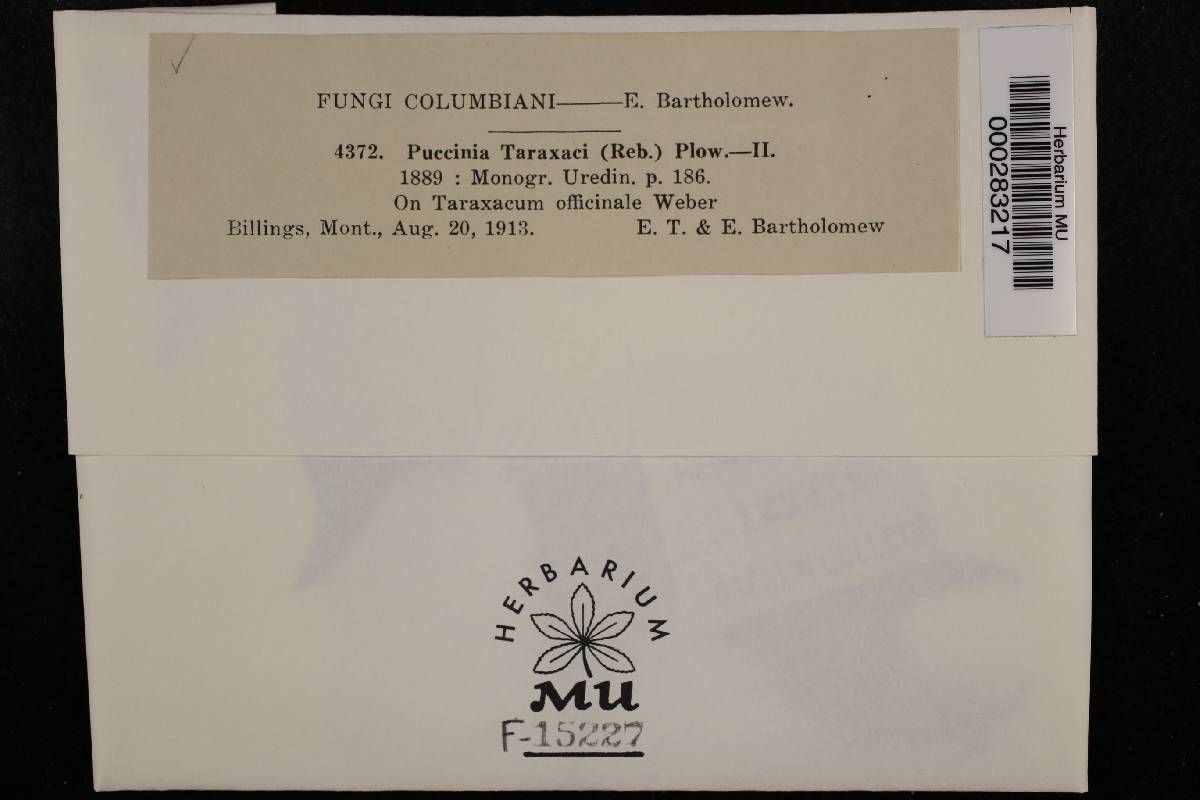 FUNGI COLUMBIANI——E. Bartholomew.
4372. Puccinia Taraxaci (Reb.) Plow.—II.
1889 : Monogr. Uredin. p. 186.
On Taraxacum officinale Weber
Billings, Mont., Aug. 20, 1913. E. T. & E. Bartholomew
Herbarium MU
000283217
HERBARIUM
MU
F-15227